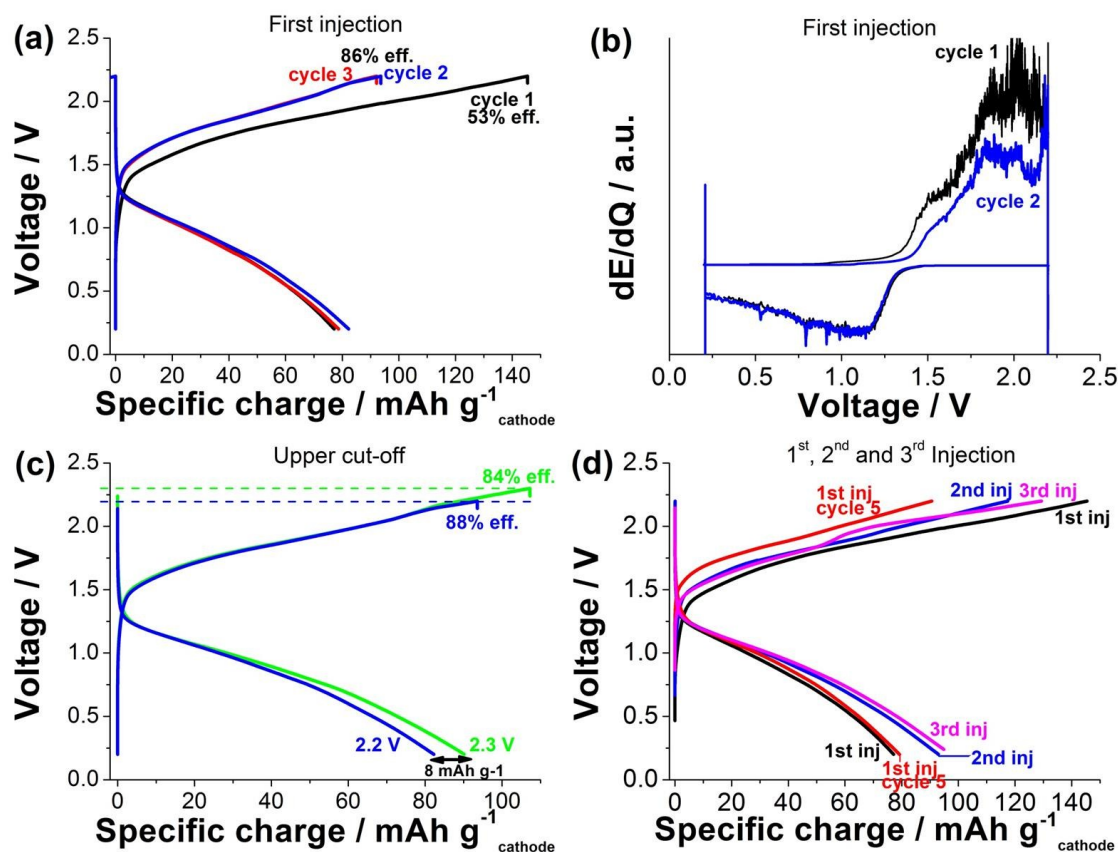 (a)
First injection
2.5
2.0
1.5
1.0
0.5
0.0
Voltage / V
86% eff.
cycle 3
cycle 2
cycle 1
53% eff.
0 20 40 60 80 100 120 140
Specific charge / mAh g-1 cathode
(b)
First injection
cycle 1
cycle 2
dE/dQ / a.u.
0.0 0.5 1.0 1.5 2.0 2.5
Voltage / V
(c)
Upper cut-off
2.5
2.0
1.5
1.0
0.5
0.0
Voltage / V
84% eff.
88% eff.
2.2 V
2.3 V
8 mAh g-1
0 20 40 60 80 100
Specific charge / mAh g-1 cathode
(d)
1st, 2nd and 3rd Injection
2.5
2.0
1.5
1.0
0.5
0.0
Voltage / V
1st inj
cycle 5
2nd inj
3rd inj
1st inj
3rd inj
2nd inj
1st inj
1st inj
cycle 5
0 20 40 60 80 100 120 140
Specific charge / mAh g-1 cathode